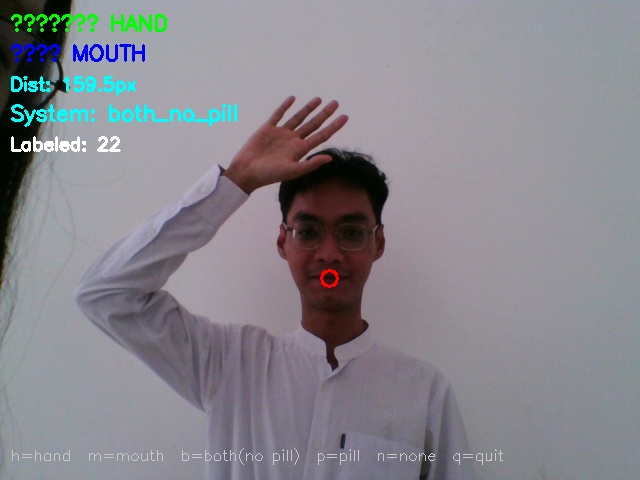 ??????? HAND
???? MOUTH
Dist: 159.5px
System: both_no_pill
Labeled: 22
h=hand m=mouth b=both(no pill) p=pill n=none q=quit